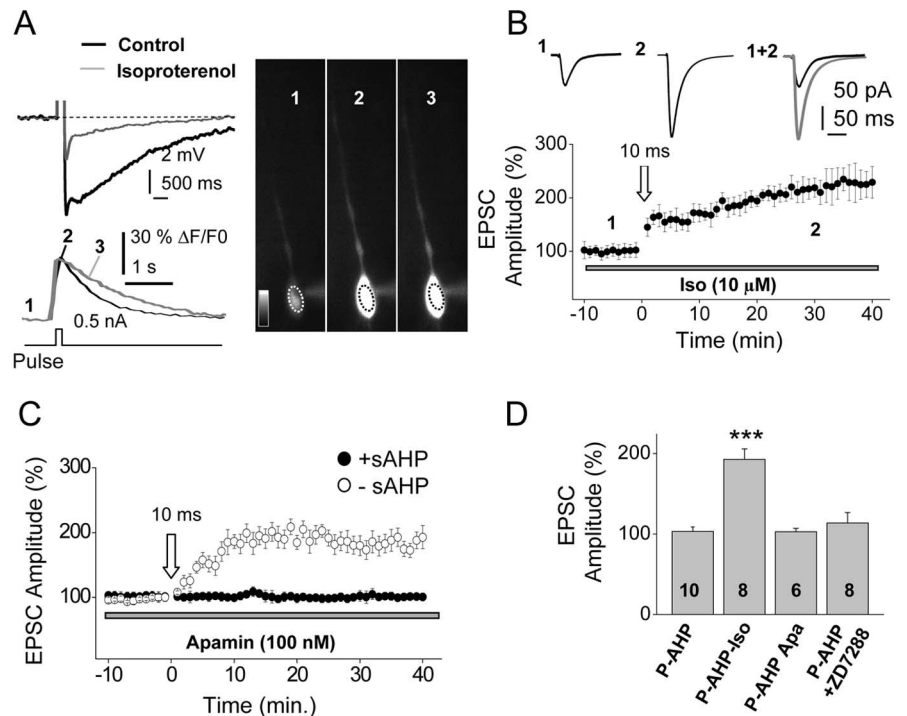 A
Control
Isoproterenol
2 mV
500 ms
2
3
30 % ΔF/F0
1 s
1
0.5 nA
Pulse
1
2
3
B
1
2
1+2
50 pA
50 ms
10 ms
EPSC
Amplitude (%)
300
200
100
1
2
Iso (10 μM)
-10
0
10
20
30
40
Time (min)
C
+sAHP
- sAHP
10 ms
EPSC Amplitude (%)
300
200
100
Apamin (100 nM)
-10
0
10
20
30
40
Time (min.)
D
***
EPSC
Amplitude (%)
200
100
0
10
8
6
8
P-AHP
P-AHP-Iso
P-AHP Apa
P-AHP
+ZD7288